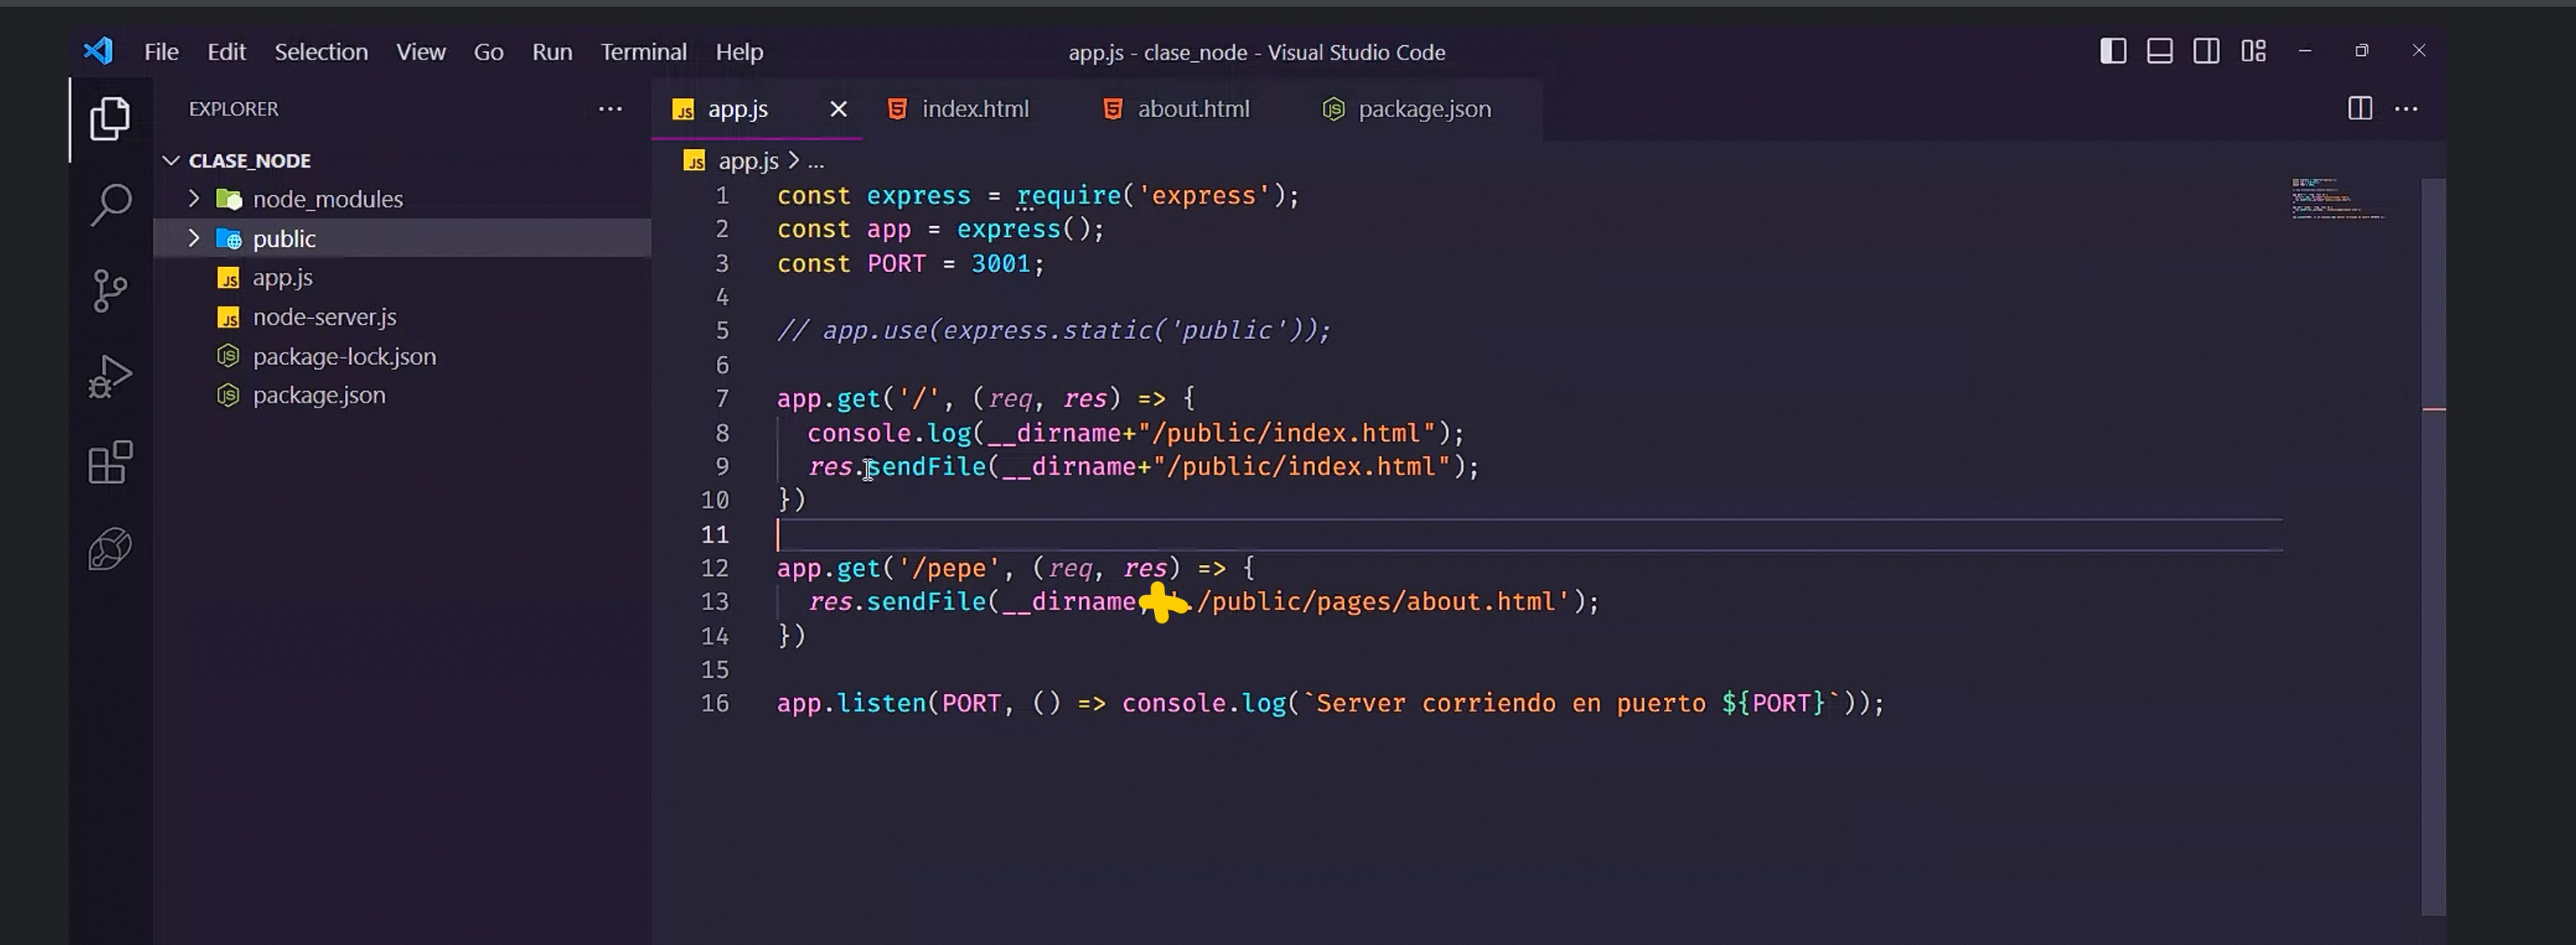 File Edit Selection View Go Run Terminal Help app.js - clase_node - Visual Studio Code
EXPLORER
CLASE_NODE
node_modules
public
app.js
node-server.js
package-lock.json
package.json
app.js index.html about.html package.json
app.js > ...
1 const express = require('express');
2 const app = express();
3 const PORT = 3001;
4
5 // app.use(express.static('public'));
6
7 app.get('/', (req, res) => {
8 console.log(__dirname+"/public/index.html");
9 res.sendFile(__dirname+"/public/index.html");
10 })
11
12 app.get('/pepe', (req, res) => {
13 res.sendFile(__dirname ./public/pages/about.html');
14 })
15
16 app.listen(PORT, () => console.log(`Server corriendo en puerto ${PORT}`));